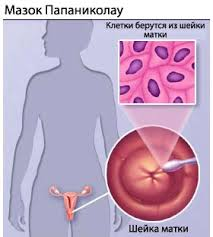 Мазок Папаниколау
Клетки берутся из шейки
матки
Шейка матки